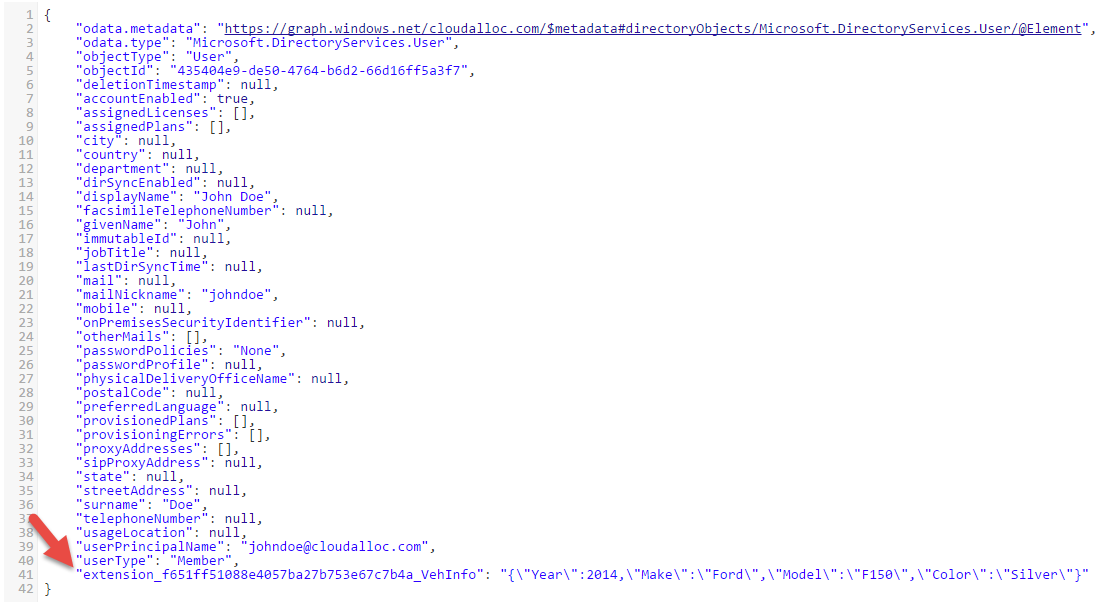 1 {
2 "odata.metadata": "https://graph.windows.net/cloudalloc.com/$metadata#directoryObjects/Microsoft.DirectoryServices.User/@Element",
3 "odata.type": "Microsoft.DirectoryServices.User",
4 "objectType": "User",
5 "objectId": "435404e9-de50-4764-b6d2-66d16ff5a3f7",
6 "deletionTimestamp": null,
7 "accountEnabled": true,
8 "assignedLicenses": [],
9 "assignedPlans": [],
10 "city": null,
11 "country": null,
12 "department": null,
13 "dirSyncEnabled": null,
14 "displayName": "John Doe",
15 "facsimileTelephoneNumber": null,
16 "givenName": "John",
17 "immutableId": null,
18 "jobTitle": null,
19 "lastDirSyncTime": null,
20 "mail": null,
21 "mailNickname": "johndoe",
22 "mobile": null,
23 "onPremisesSecurityIdentifier": null,
24 "otherMails": [],
25 "passwordPolicies": "None",
26 "passwordProfile": null,
27 "physicalDeliveryOfficeName": null,
28 "postalCode": null,
29 "preferredLanguage": null,
30 "provisionedPlans": [],
31 "provisioningErrors": [],
32 "proxyAddresses": [],
33 "sipProxyAddress": null,
34 "state": null,
35 "streetAddress": null,
36 "surname": "Doe",
37 "telephoneNumber": null,
38 "usageLocation": null,
39 "userPrincipalName": "johndoe@cloudalloc.com",
40 "userType": "Member",
41 "extension_f651ff51088e4057ba27b753e67c7b4a_VehInfo": "{\"Year\":2014,\"Make\":\"Ford\",\"Model\":\"F150\",\"Color\":\"Silver\"}"
42 }